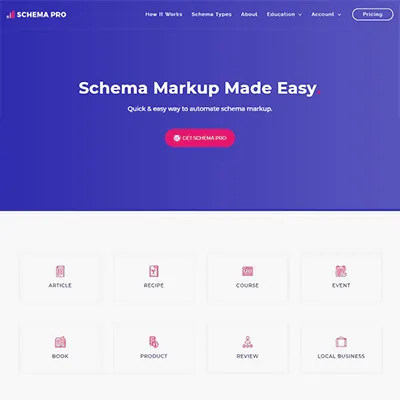 SCHEMA PRO
How It Works Schema Types About Education Account Pricing
Schema Markup Made Easy
Quick & easy way to automate schema markup.
GET SCHEMA PRO
ARTICLE RECIPE COURSE EVENT
BOOK PRODUCT REVIEW LOCAL BUSINESS